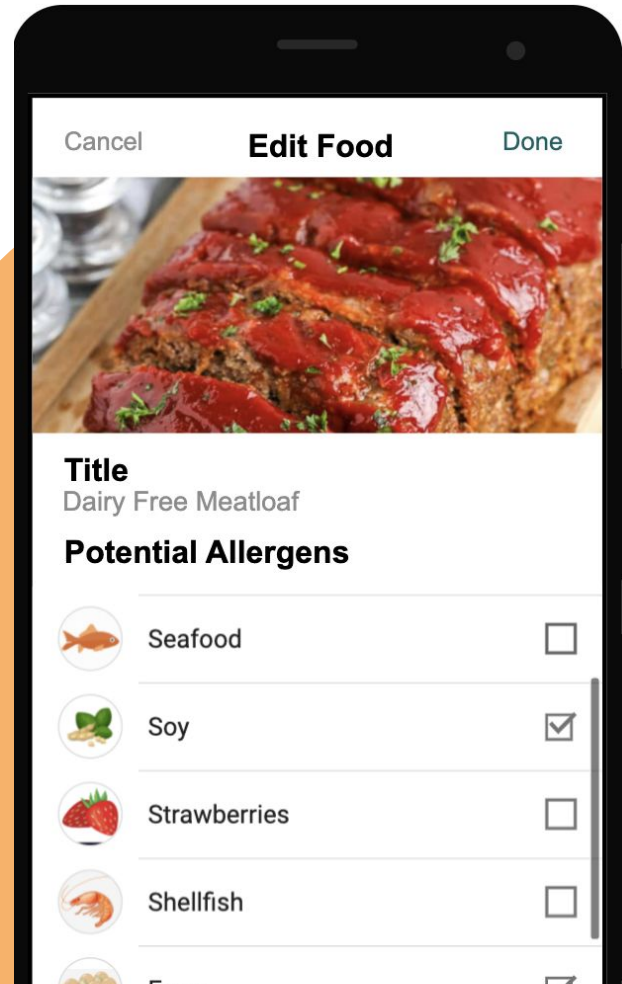 Cancel
Edit Food
Done
Title
Dairy Free Meatloaf
Potential Allergens
Seafood
Soy
Strawberries
Shellfish